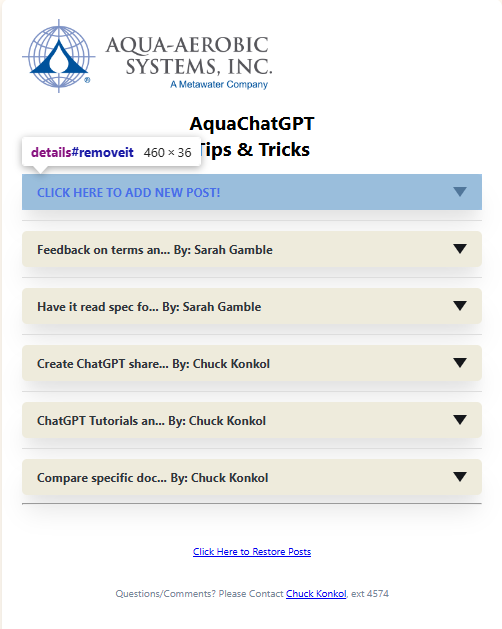 AQUA-AEROBIC
SYSTEMS, INC.
®
A Metawater Company
AquaChatGPT
Tips & Tricks
details#removeit 460 × 36
CLICK HERE TO ADD NEW POST!
Feedback on terms an... By: Sarah Gamble
Have it read spec fo... By: Sarah Gamble
Create ChatGPT share... By: Chuck Konkol
ChatGPT Tutorials an... By: Chuck Konkol
Compare specific doc... By: Chuck Konkol
Click Here to Restore Posts
Questions/Comments? Please Contact Chuck Konkol, ext 4574